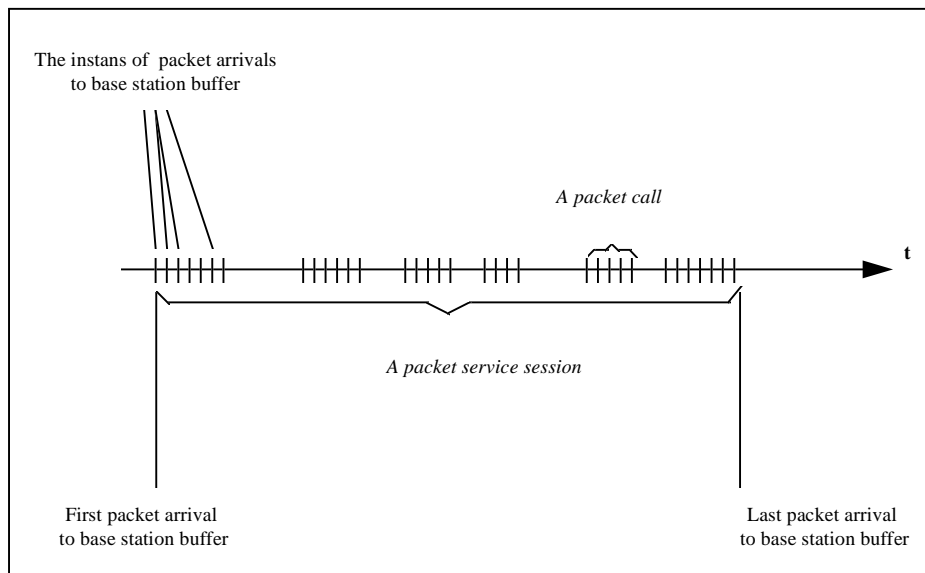 The instans of packet arrivals
to base station buffer
A packet call
t
A packet service session
First packet arrival
to base station buffer
Last packet arrival
to base station buffer